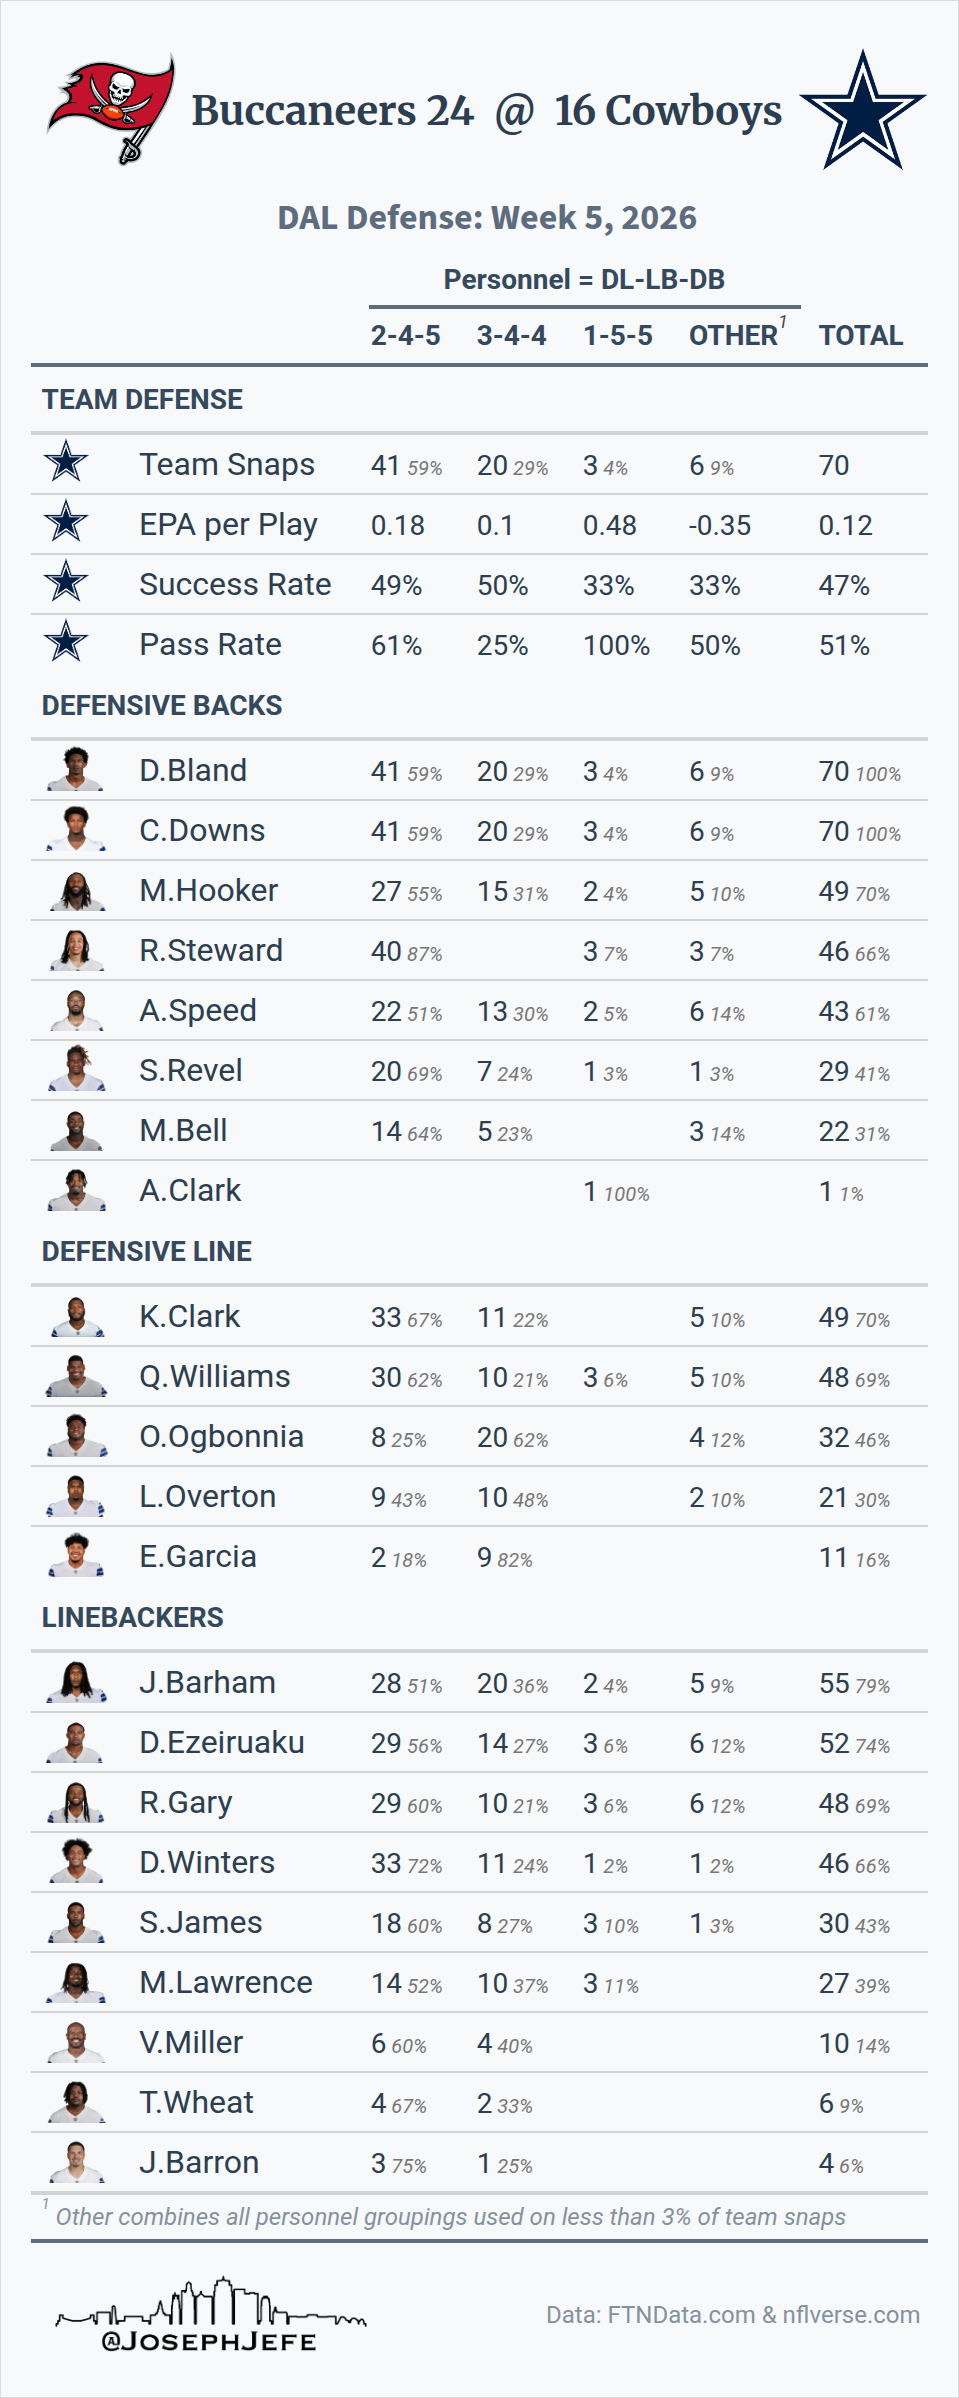 Buccaneers 24 @ 16 Cowboys
DAL Defense: Week 5, 2026
Personnel = DL-LB-DB
2-4-5 3-4-4 1-5-5 OTHER1 TOTAL
TEAM DEFENSE
Team Snaps 41 59% 20 29% 3 4% 6 9% 70
EPA per Play 0.18 0.1 0.48 -0.35 0.12
Success Rate 49% 50% 33% 33% 47%
Pass Rate 61% 25% 100% 50% 51%
DEFENSIVE BACKS
D.Bland 41 59% 20 29% 3 4% 6 9% 70 100%
C.Downs 41 59% 20 29% 3 4% 6 9% 70 100%
M.Hooker 27 55% 15 31% 2 4% 5 10% 49 70%
R.Steward 40 87% 3 7% 3 7% 46 66%
A.Speed 22 51% 13 30% 2 5% 6 14% 43 61%
S.Revel 20 69% 7 24% 1 3% 1 3% 29 41%
M.Bell 14 64% 5 23% 3 14% 22 31%
A.Clark 1 100% 1 1%
DEFENSIVE LINE
K.Clark 33 67% 11 22% 5 10% 49 70%
Q.Williams 30 62% 10 21% 3 6% 5 10% 48 69%
O.Ogbonnia 8 25% 20 62% 4 12% 32 46%
L.Overton 9 43% 10 48% 2 10% 21 30%
E.Garcia 2 18% 9 82% 11 16%
LINEBACKERS
J.Barham 28 51% 20 36% 2 4% 5 9% 55 79%
D.Ezeiruaku 29 56% 14 27% 3 6% 6 12% 52 74%
R.Gary 29 60% 10 21% 3 6% 6 12% 48 69%
D.Winters 33 72% 11 24% 1 2% 1 2% 46 66%
S.James 18 60% 8 27% 3 10% 1 3% 30 43%
M.Lawrence 14 52% 10 37% 3 11% 27 39%
V.Miller 6 60% 4 40% 10 14%
T.Wheat 4 67% 2 33% 6 9%
J.Barron 3 75% 1 25% 4 6%
1 Other combines all personnel groupings used on less than 3% of team snaps
@JOSEPHJEFE
Data: FTNData.com & nflverse.com